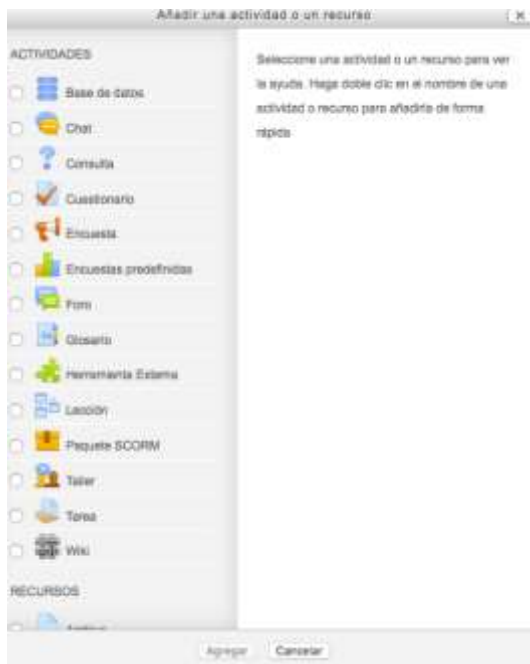 Añadir una actividad o un recurso
x
ACTIVIDADES
Base de datos
Chat
Consulta
Cuestionario
Encuesta
Encuestas predefinidas
Foro
Glosario
Herramienta Externa
Lección
Paquete SCORM
Taller
Tarea
Wiki
RECURSOS
Seleccione una actividad o un recurso para ver
la ayuda. Haga doble clic en el nombre de una
actividad o recurso para añadirla de forma
rápida
Agregar
Cancelar